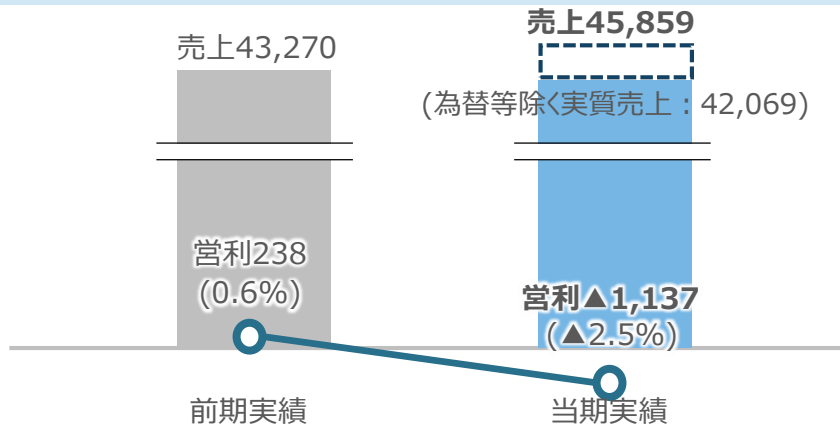 売上43,270
売上45,859
(為替等除く実質売上：42,069)
営利238
(0.6%)
営利▲1,137
(▲2.5%)
前期実績
当期実績